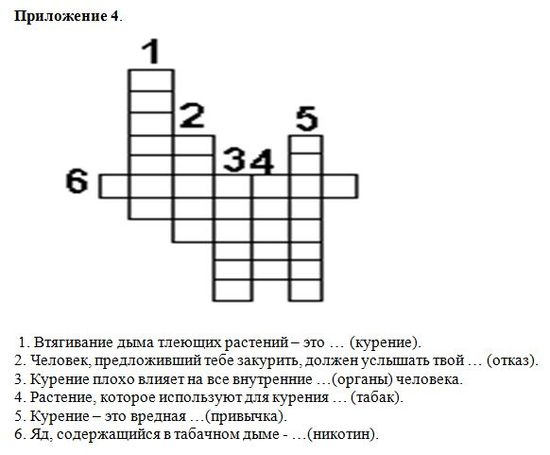 Приложение 4.
1
2
5
3 4
6
1. Втягивание дыма тлеющих растений – это … (курение).
2. Человек, предложивший тебе закурить, должен услышать твой … (отказ).
3. Курение плохо влияет на все внутренние …(органы) человека.
4. Растение, которое используют для курения … (табак).
5. Курение – это вредная …(привычка).
6. Яд, содержащийся в табачном дыме - …(никотин).